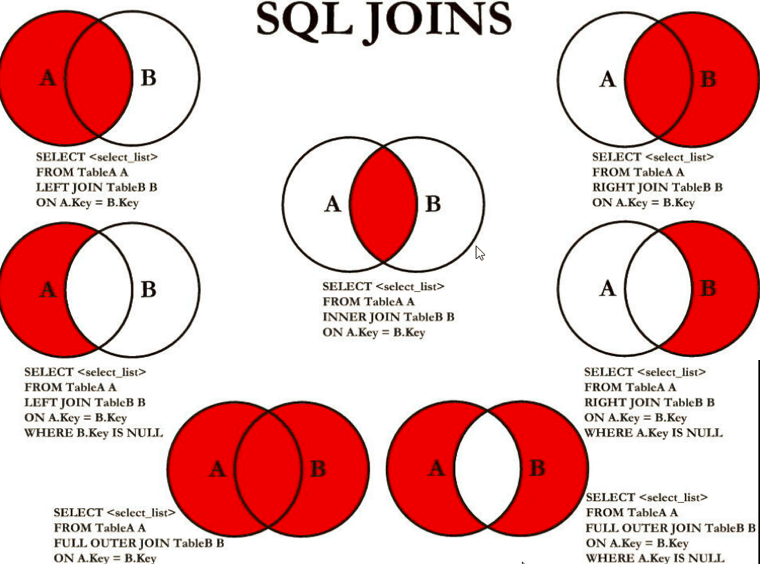 SQL JOINS
A B
SELECT <select_list>
FROM TableA A
LEFT JOIN TableB B
ON A.Key = B.Key
A B
SELECT <select_list>
FROM TableA A
RIGHT JOIN TableB B
ON A.Key = B.Key
A B
SELECT <select_list>
FROM TableA A
INNER JOIN TableB B
ON A.Key = B.Key
A B
SELECT <select_list>
FROM TableA A
LEFT JOIN TableB B
ON A.Key = B.Key
WHERE B.Key IS NULL
A B
SELECT <select_list>
FROM TableA A
RIGHT JOIN TableB B
ON A.Key = B.Key
WHERE A.Key IS NULL
A B
SELECT <select_list>
FROM TableA A
FULL OUTER JOIN TableB B
ON A.Key = B.Key
A B
SELECT <select_list>
FROM TableA A
FULL OUTER JOIN TableB B
ON A.Key = B.Key
WHERE A.Key IS NULL